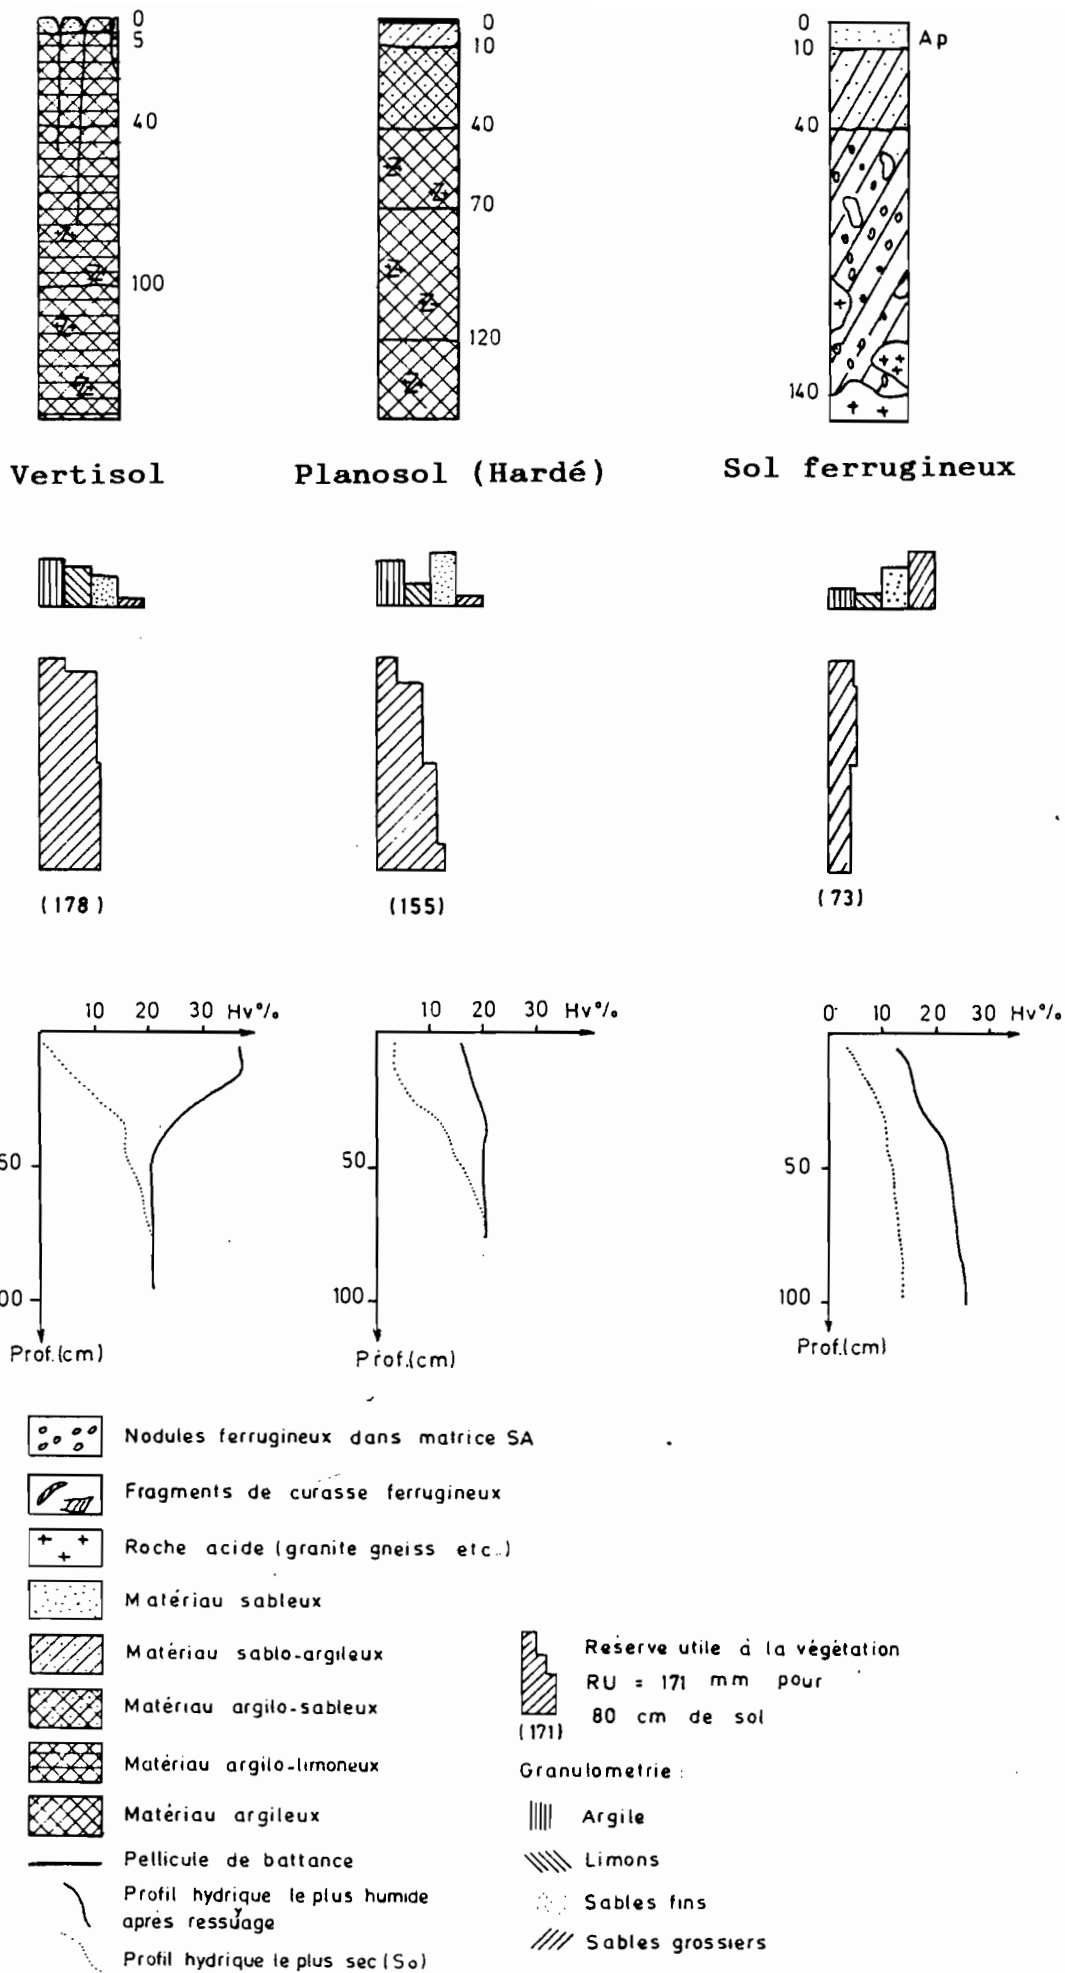 0
5
40
100
0
10
40
70
120
0
10
40
140
Ap
Vertisol
Planosol (Hardé)
Sol ferrugineux
(178)
(155)
(73)
10 20 30 Hv%
50
00
Prof.(cm)
10 20 30 Hv%
50
100
Prof.(cm)
0 10 20 30 Hv%
50
100
Prof.(cm)
Nodules ferrugineux dans matrice SA
Fragments de curasse ferrugineux
Roche acide (granite gneiss etc..)
Matériau sableux
Matériau sablo-argileux
Matériau argilo-sableux
Matériau argilo-limoneux
Matériau argileux
Pellicule de battance
Profil hydrique le plus humide
après ressuyage
Profil hydrique le plus sec (So)
Reserve utile à la végétation
RU = 171 mm pour
80 cm de sol
(171)
Granulometrie :
Argile
Limons
Sables fins
Sables grossiers